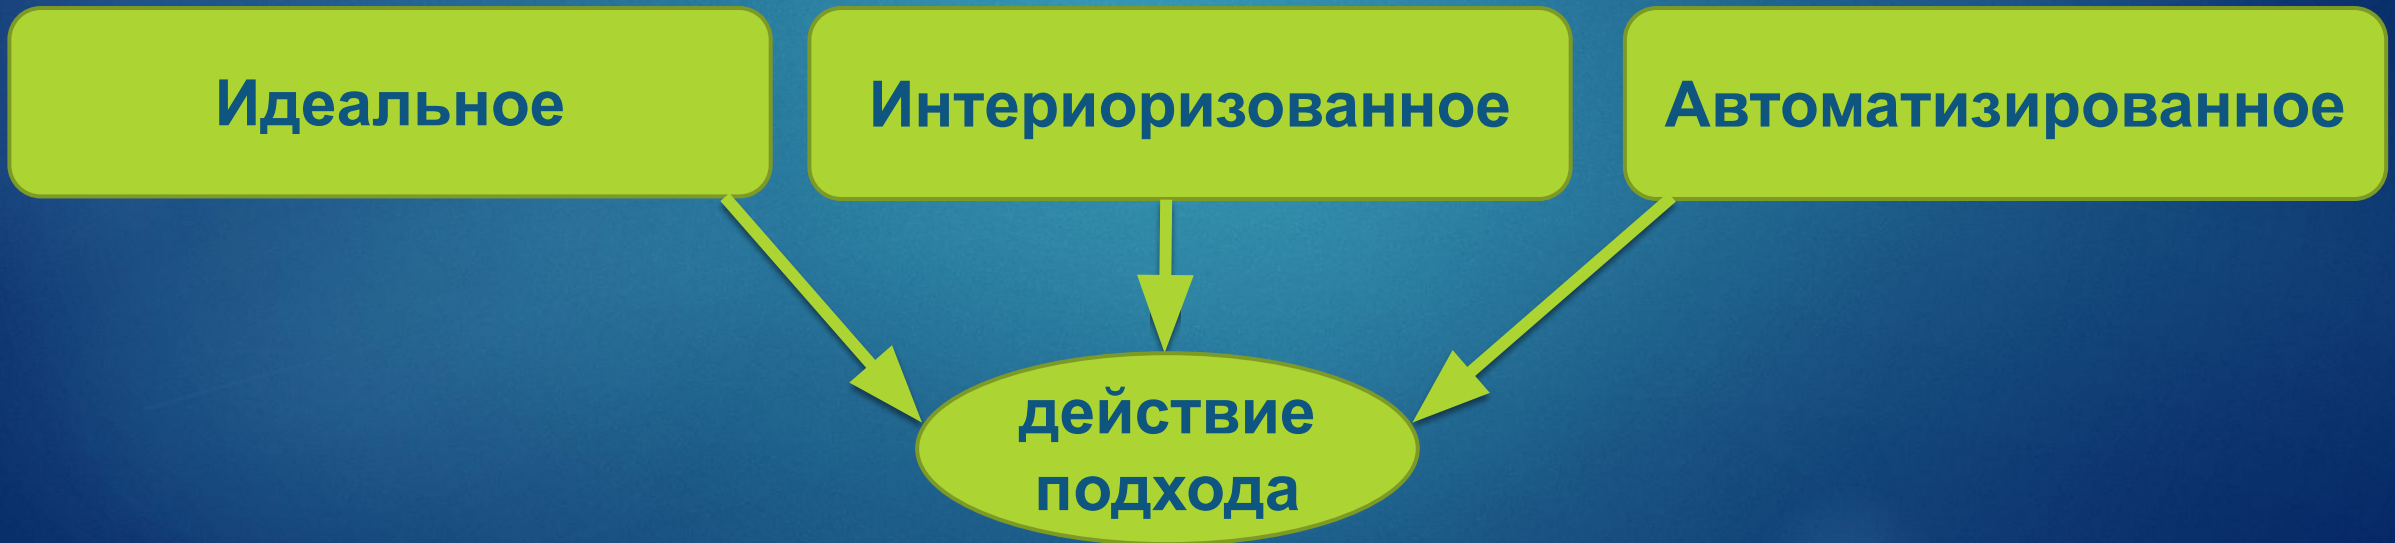 Идеальное
Интериоризованное
Автоматизированное
действие
подхода